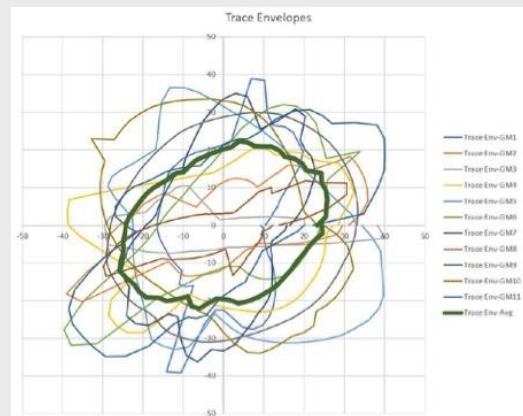 Trace Envelopes
50
40
30
20
10
0
-50 -40 -30 -20 -10 0 10 20 30 40 50
-10
-20
-30
-40
-50
Trace Env-GM1
Trace Env-GM2
Trace Env-GM3
Trace Env-GM4
Trace Env-GM5
Trace Env-GM6
Trace Env-GM7
Trace Env-GM8
Trace Env-GM9
Trace Env-GM10
Trace Env-GM11
Trace Env-Avg